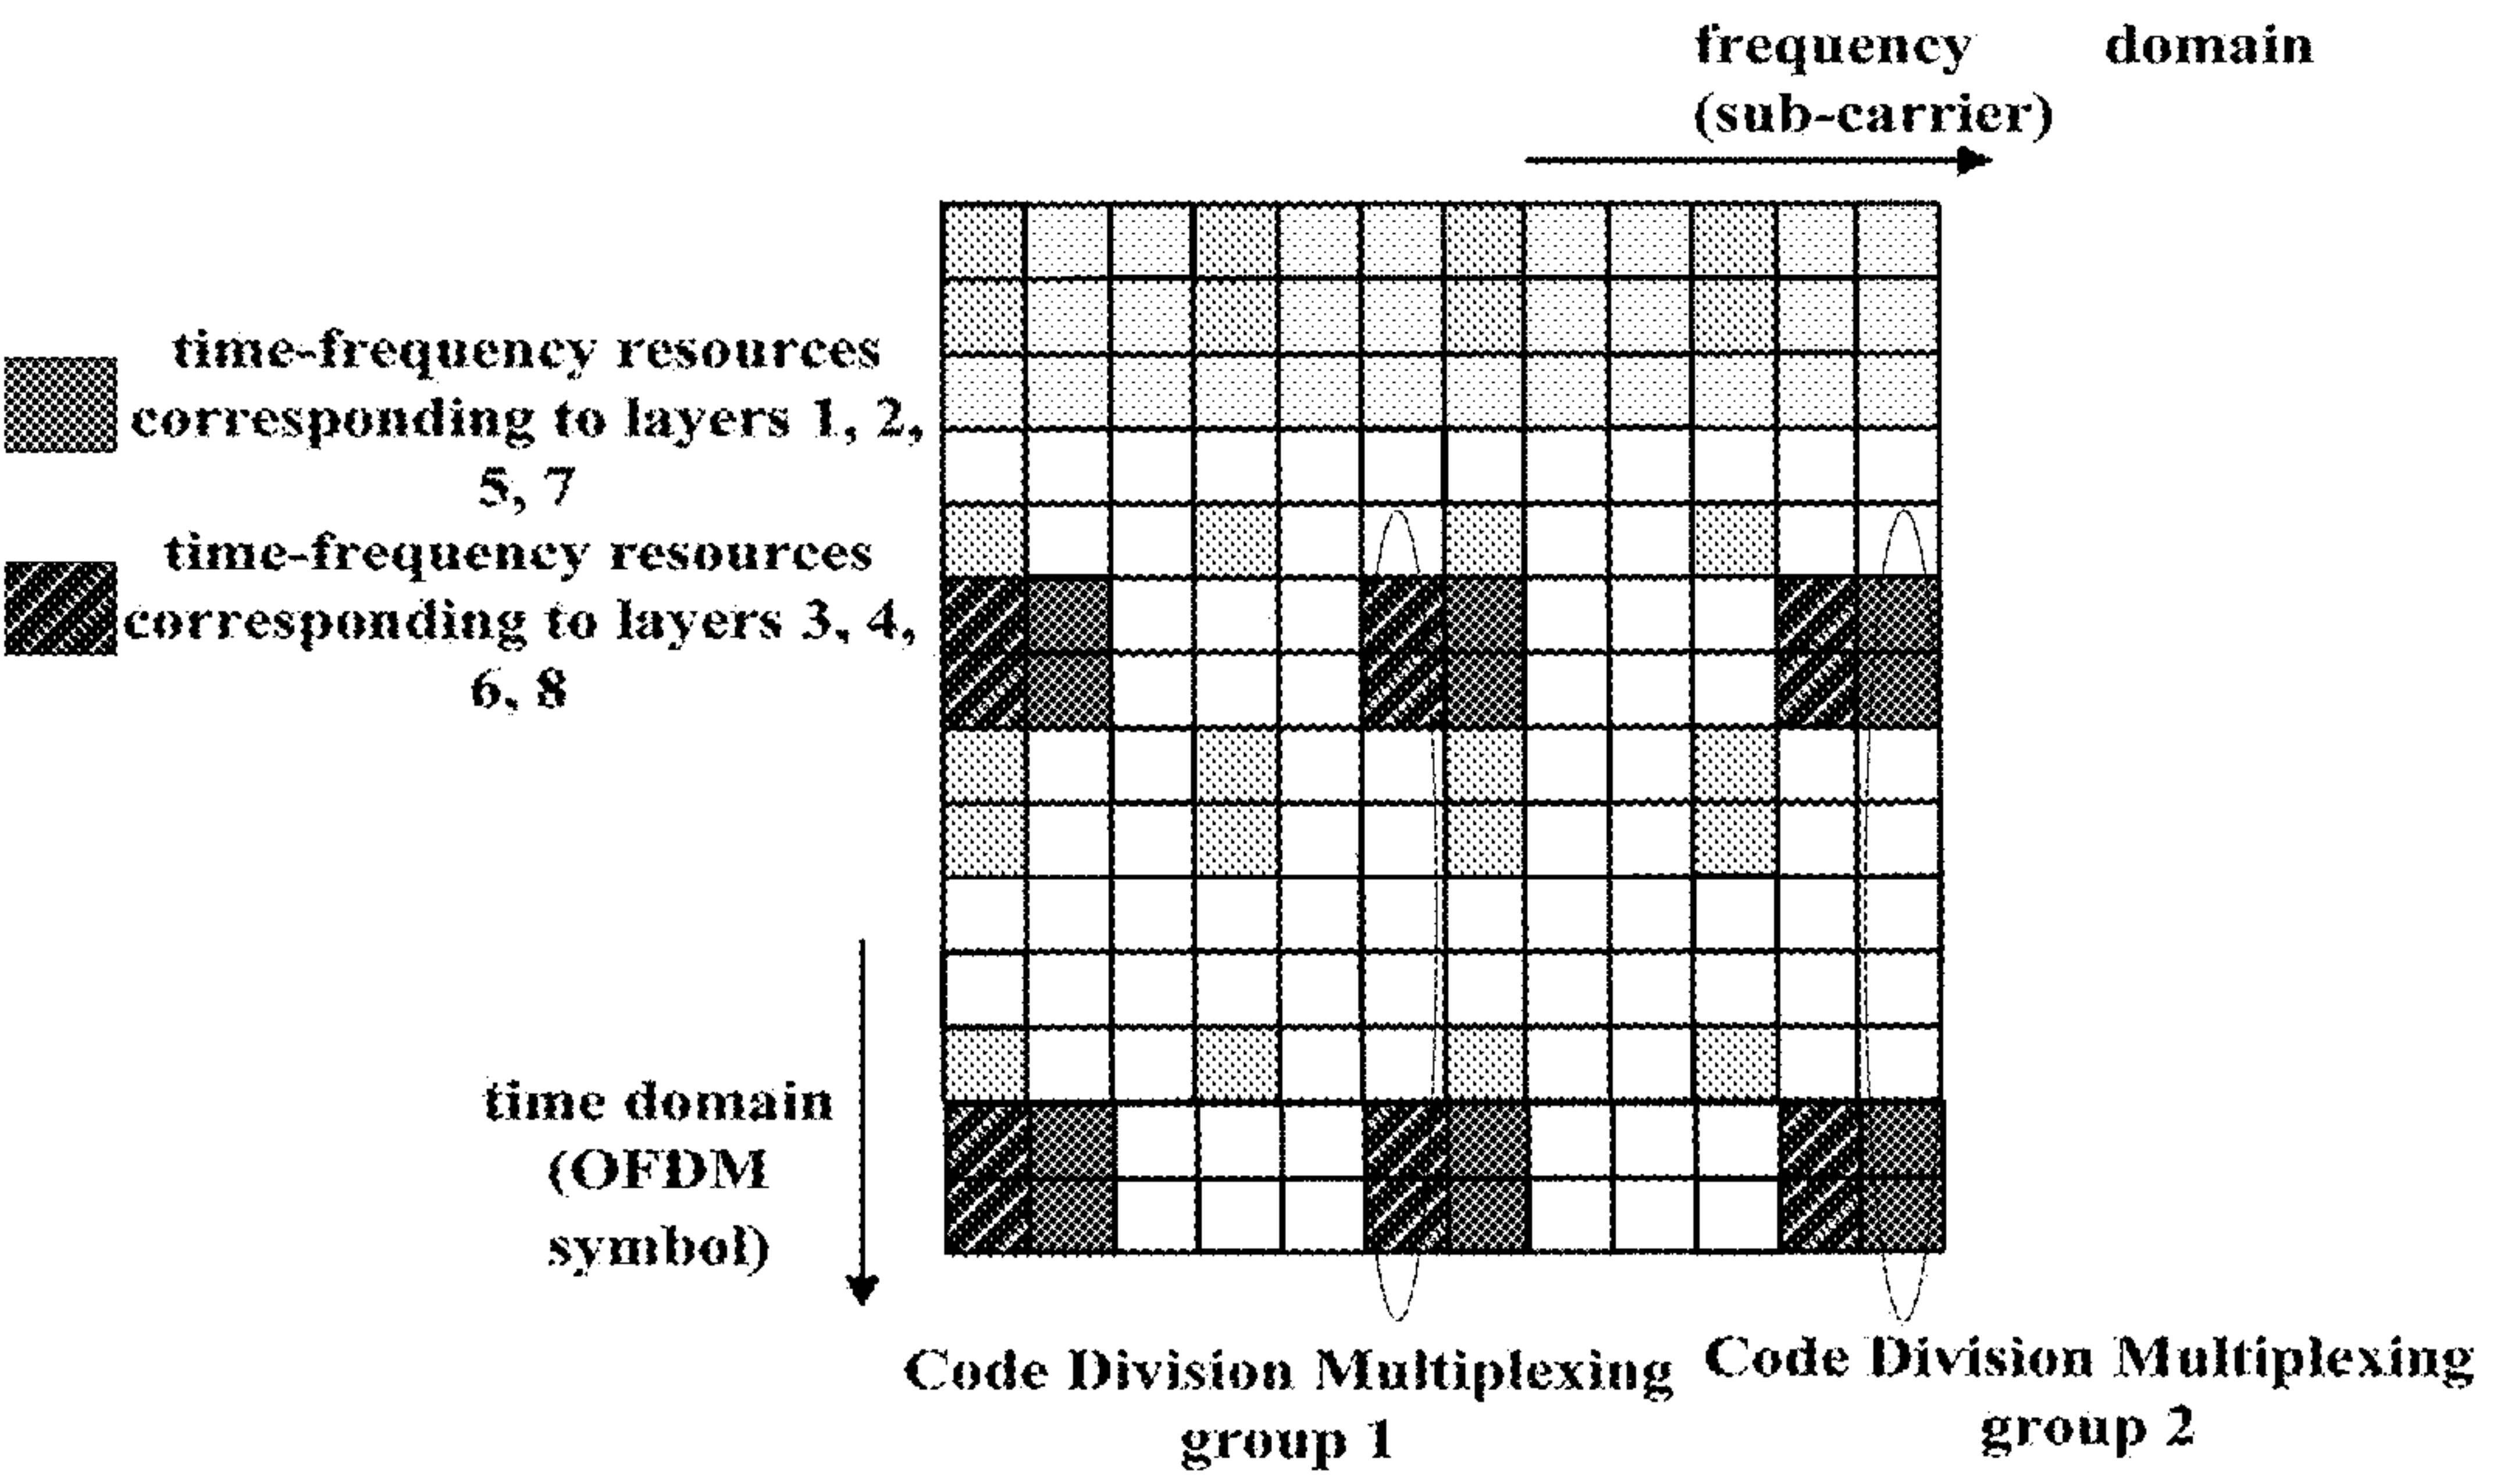 frequency domain
(sub-carrier)
time-frequency resources
corresponding to layers 1, 2,
5, 7
time-frequency resources
corresponding to layers 3, 4,
6, 8
time domain
(OFDM
symbol)
Code Division Multiplexing
group 1
Code Division Multiplexing
group 2